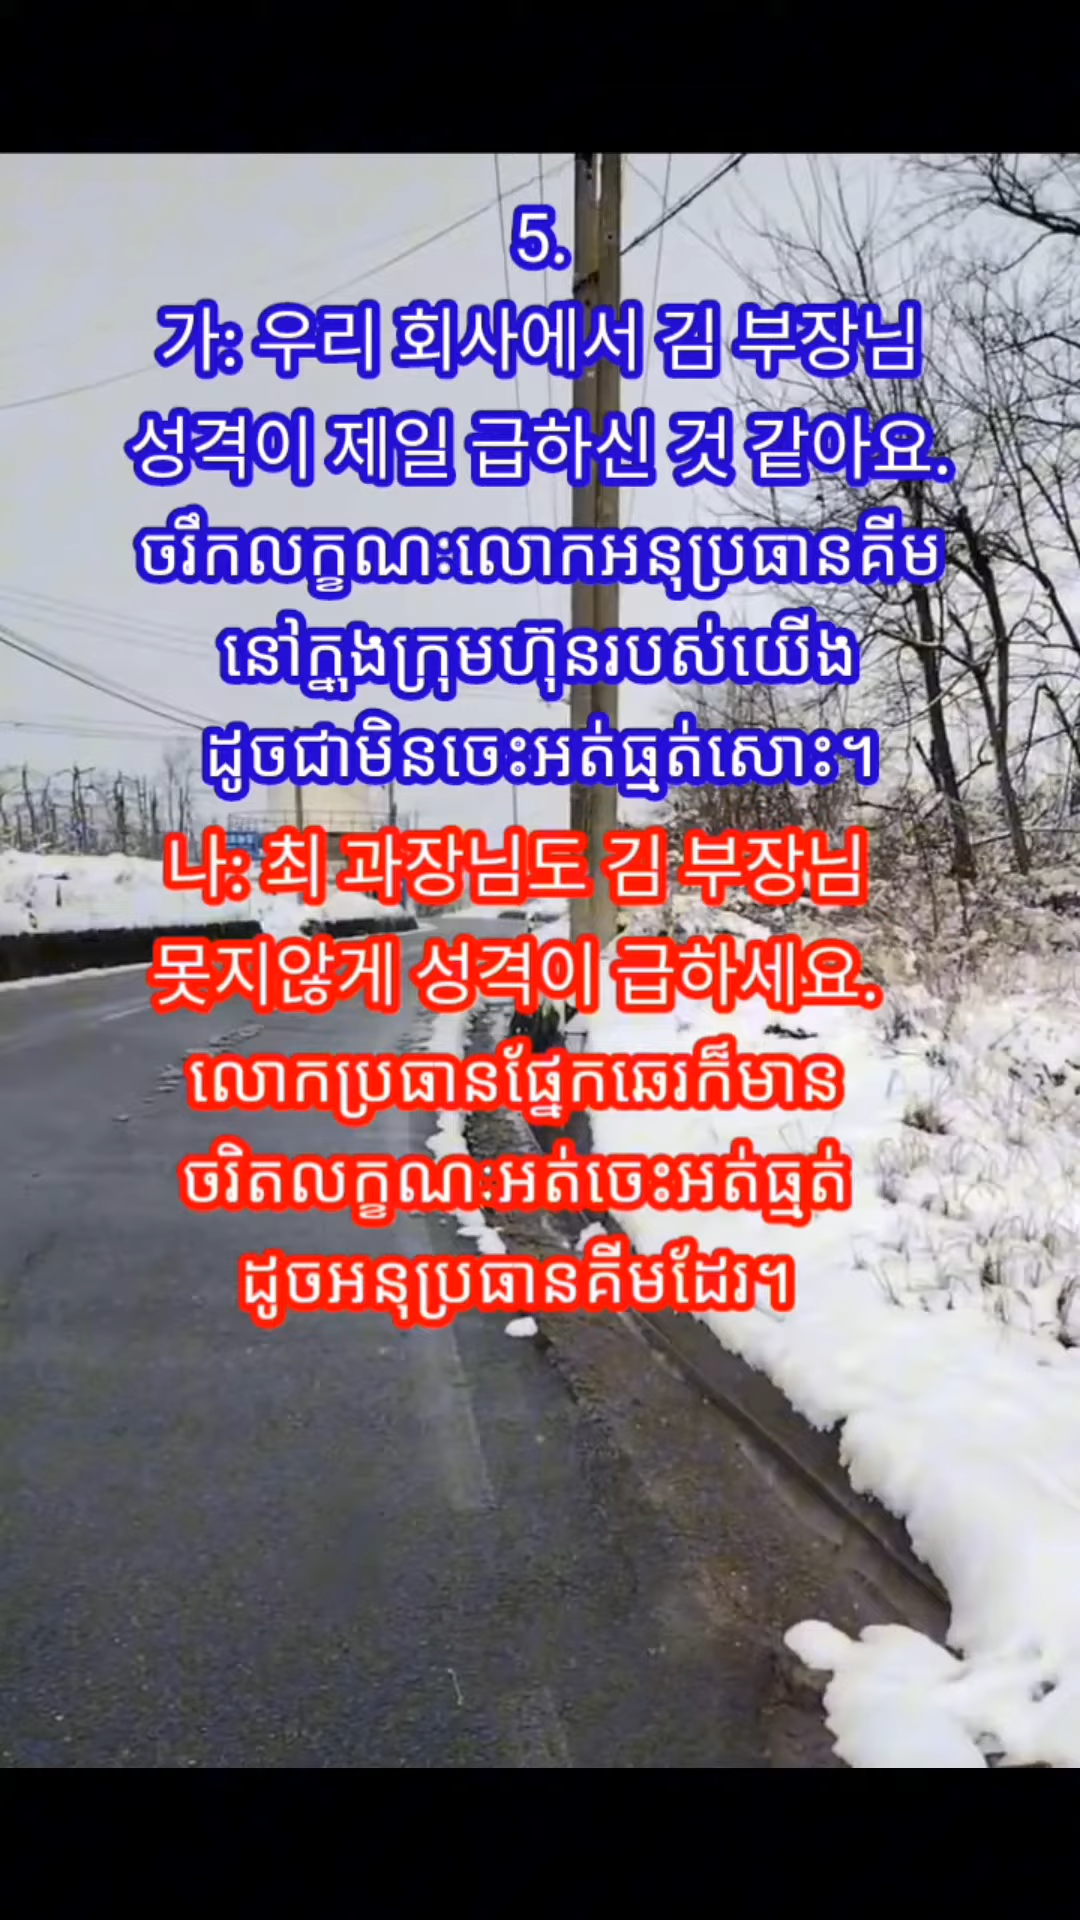 5.
가: 우리 회사에서 김 부장님
성격이 제일 급하신 것 같아요.
ចរឹកលក្ខណៈលោកអនុប្រធានគីម
នៅក្នុងក្រុមហ៊ុនរបស់យើង
ដូចជាមិនចេះអត់ធ្មត់សោះ។
나: 최 과장님도 김 부장님
못지않게 성격이 급하세요.
លោកប្រធានផ្នែកឆេរក៏មាន
ចរិតលក្ខណៈអត់ចេះអត់ធ្មត់
ដូចអនុប្រធានគីមដែរ។